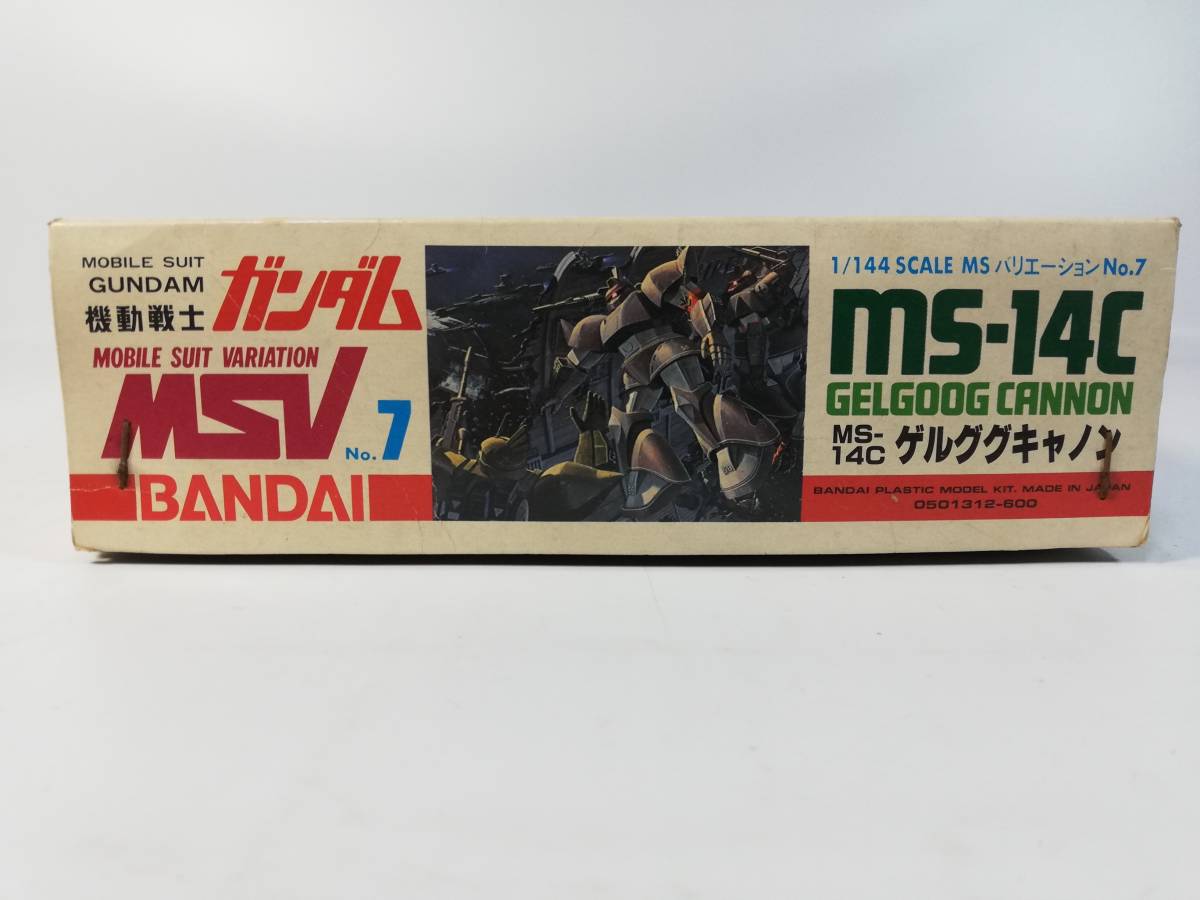 MOBILE SUIT
GUNDAM
機動戦士
ガンダム
MOBILE SUIT VARIATION
MSV No. 7
BANDAI
1/144 SCALE MS バリエーション No.7
MS-14C
GELGOOG CANNON
MS-
14C
ゲルググキャノン
BANDAI PLASTIC MODEL KIT. MADE IN JAPAN
0501312-600